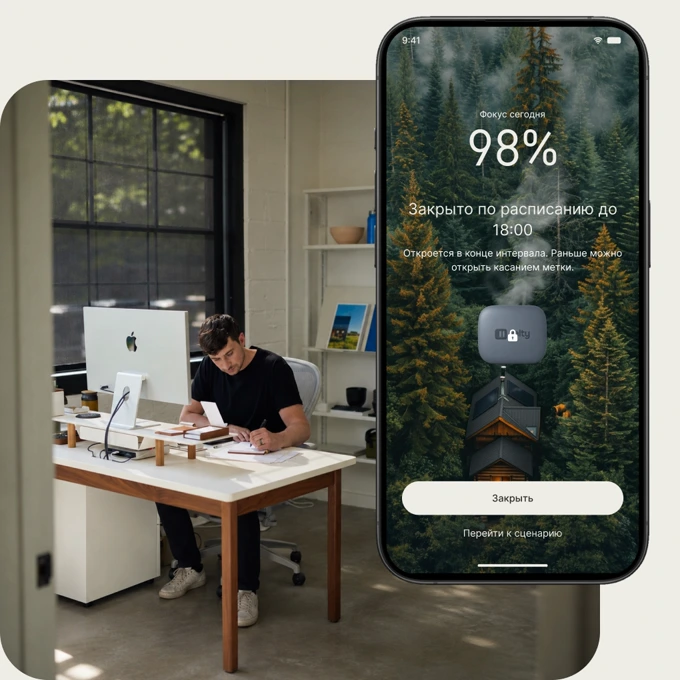 9:41
Фокус сегодня
98%
Закрыто по расписанию до
18:00
Откроется в конце интервала. Раньше можно
открыть касанием метки.
Закрыть
Перейти к сценарию